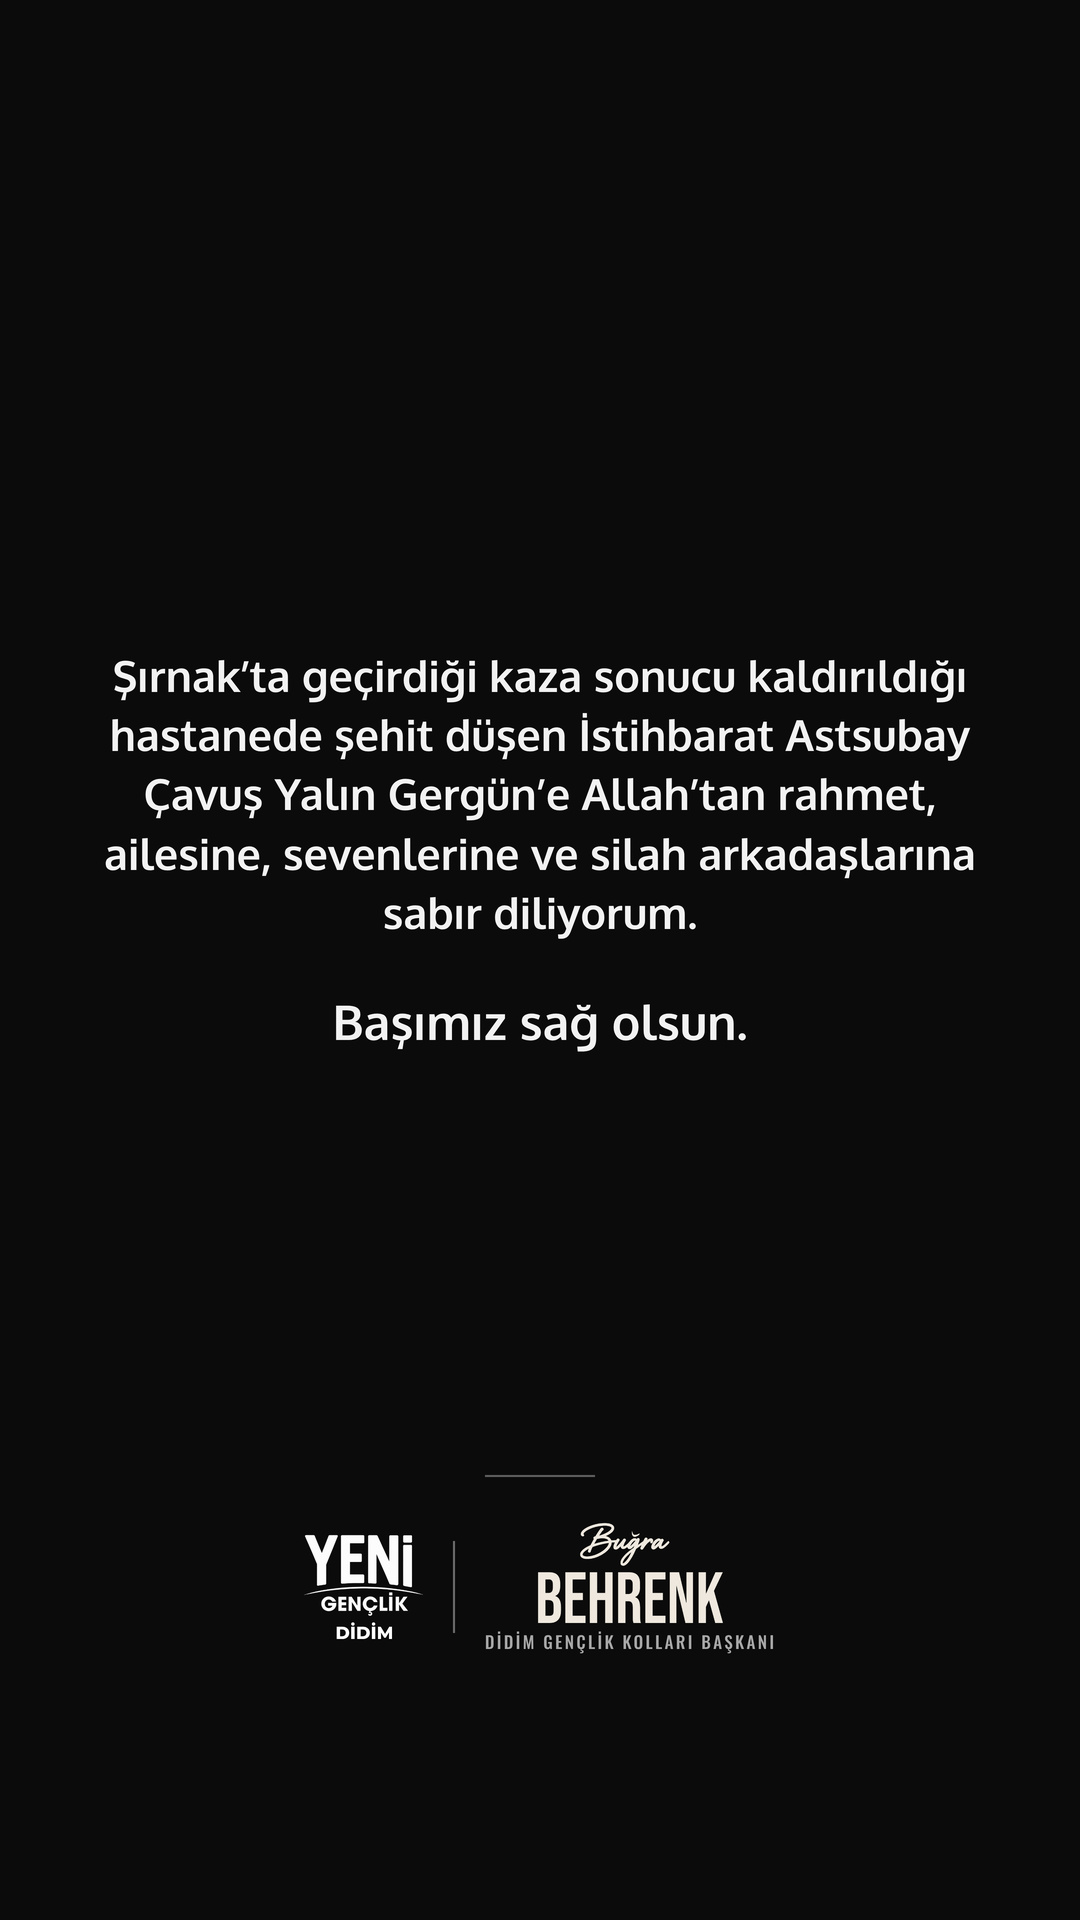 Şırnak’ta geçirdiği kaza sonucu kaldırıldığı
hastanede şehit düşen İstihbarat Astsubay
Çavuş Yalın Gergün’e Allah’tan rahmet,
ailesine, sevenlerine ve silah arkadaşlarına
sabır diliyorum.
Başımız sağ olsun.
YENİ
GENÇLİK
DİDİM
Buğra
BEHRENK
DİDİM GENÇLİK KOLLARI BAŞKANI